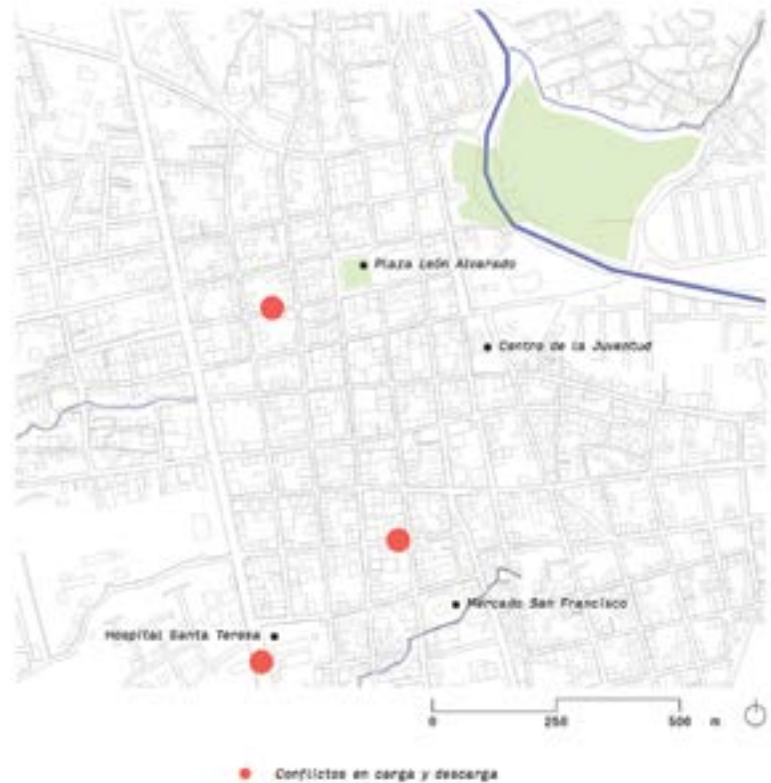 Plaza León Alvarado
Centro de la Juventud
Mercado San Francisco
Hospital Santa Teresa
0 250 500 m
Conflictos en carga y descarga